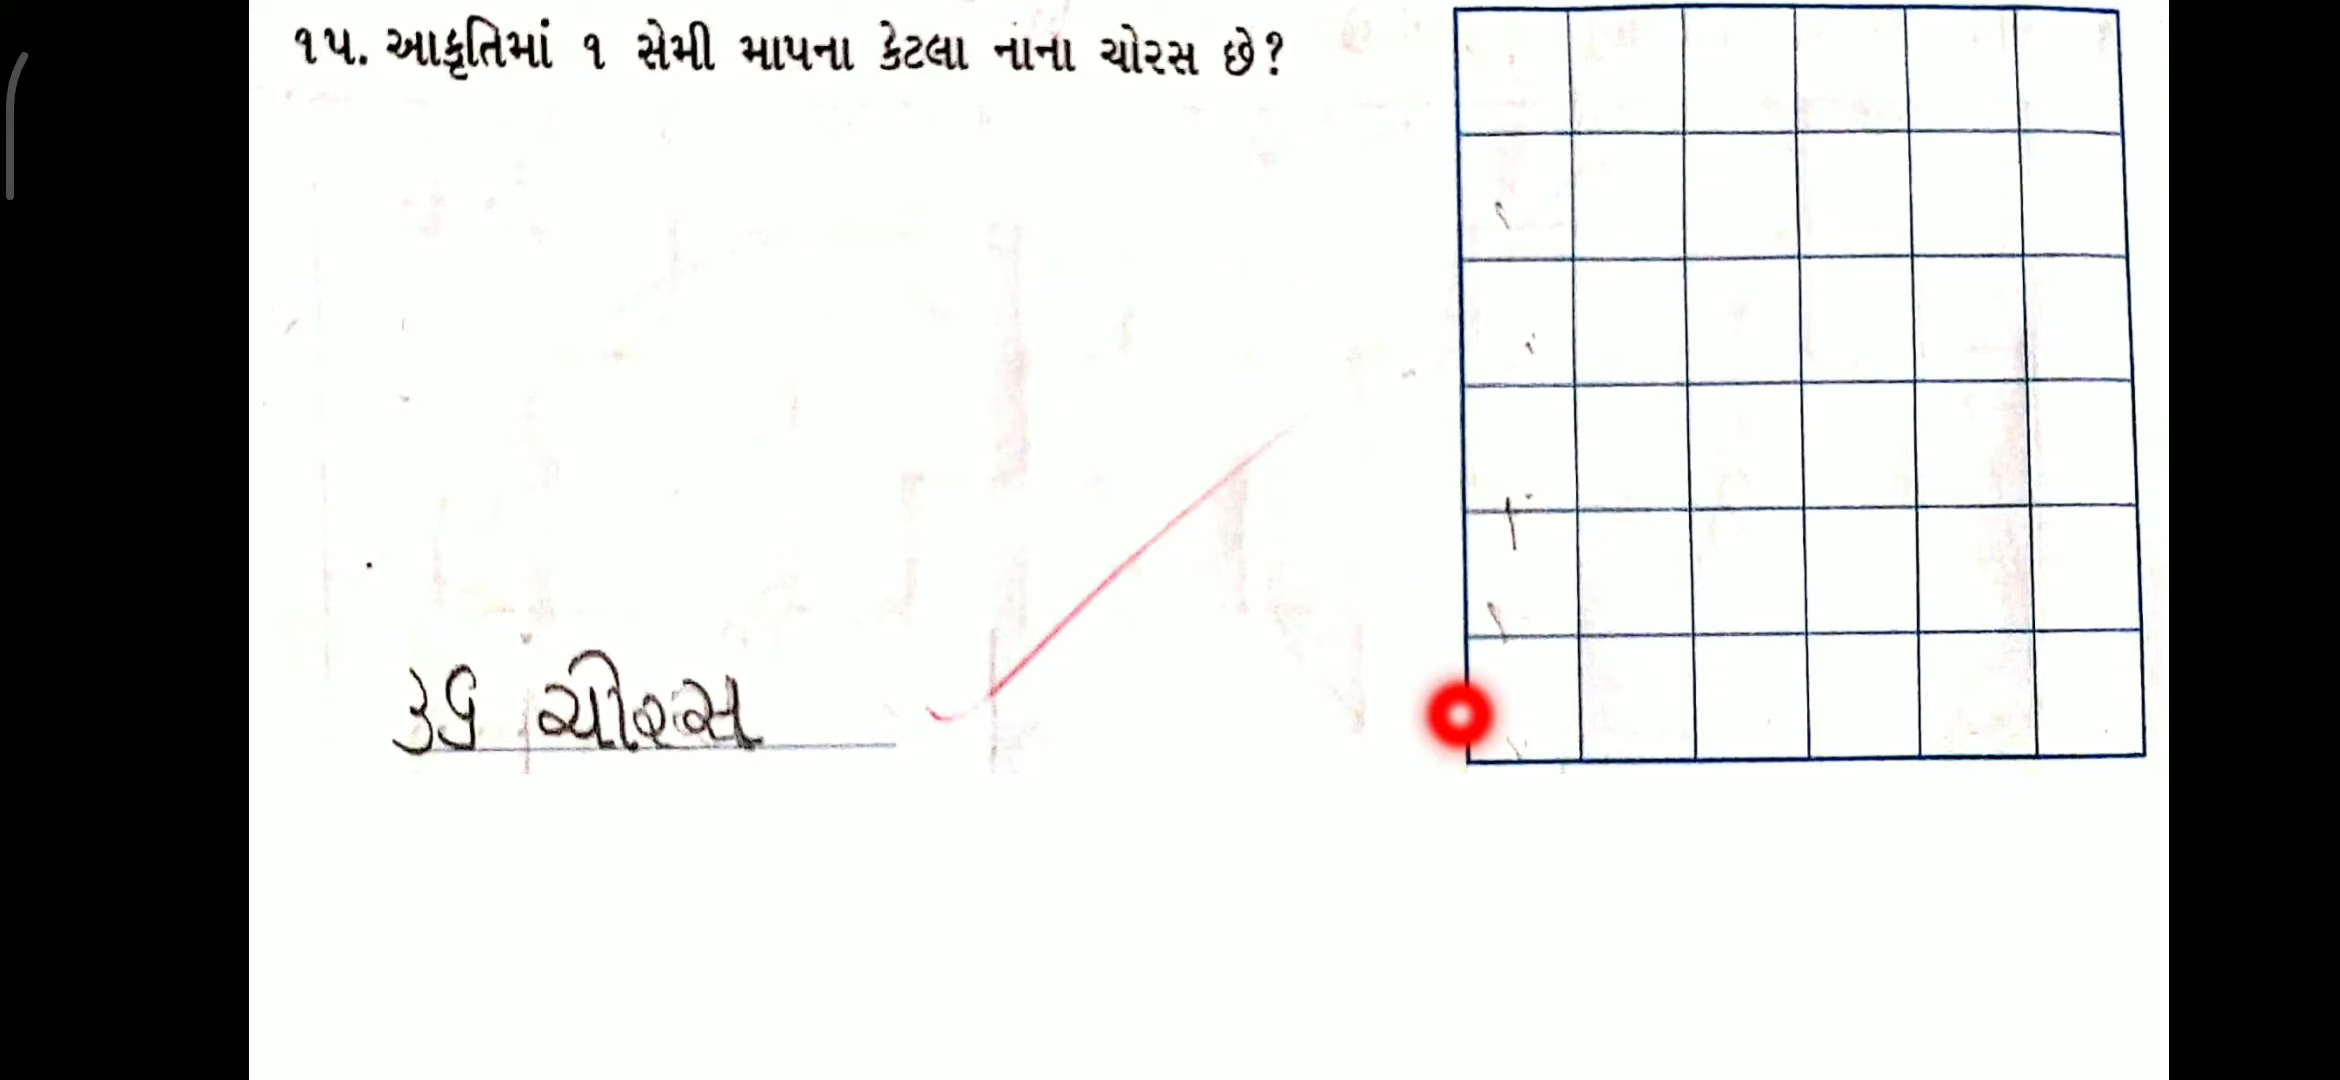 ૧૫. આકૃતિમાં ૧ સેમી માપના કેટલા નાના ચોરસ છે?
૩૬ ચોરસ